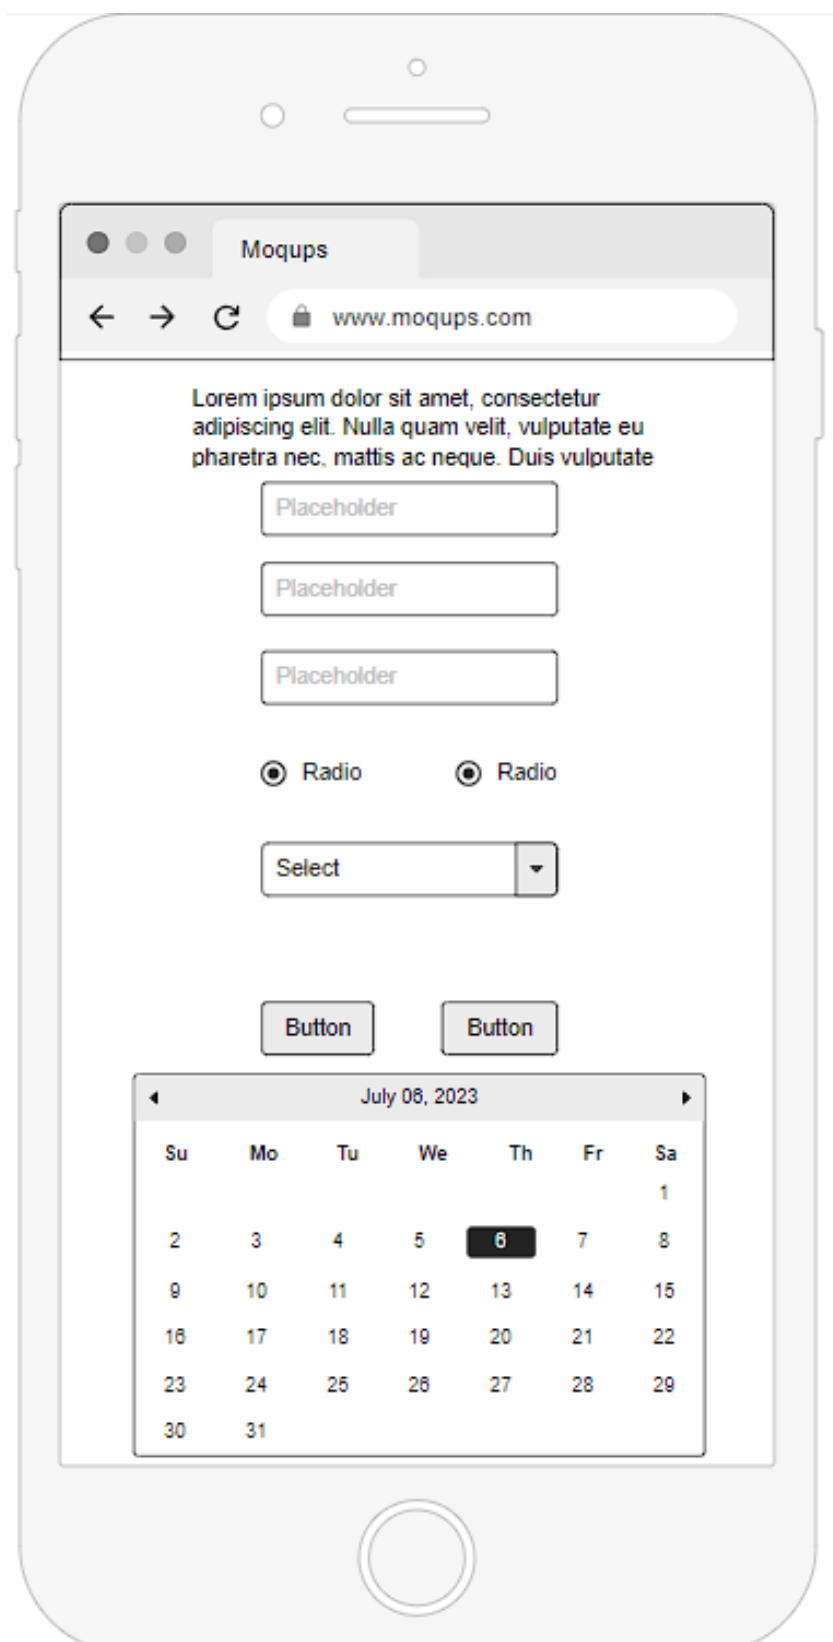 Moqups
www.moqups.com
Lorem ipsum dolor sit amet, consectetur
adipiscing elit. Nulla quam velit, vulputate eu
pharetra nec, mattis ac neque. Duis vulputate
Placeholder
Placeholder
Placeholder
Radio Radio
Select
Button Button
July 06, 2023
Su Mo Tu We Th Fr Sa
1
2 3 4 5 6 7 8
9 10 11 12 13 14 15
16 17 18 19 20 21 22
23 24 25 26 27 28 29
30 31